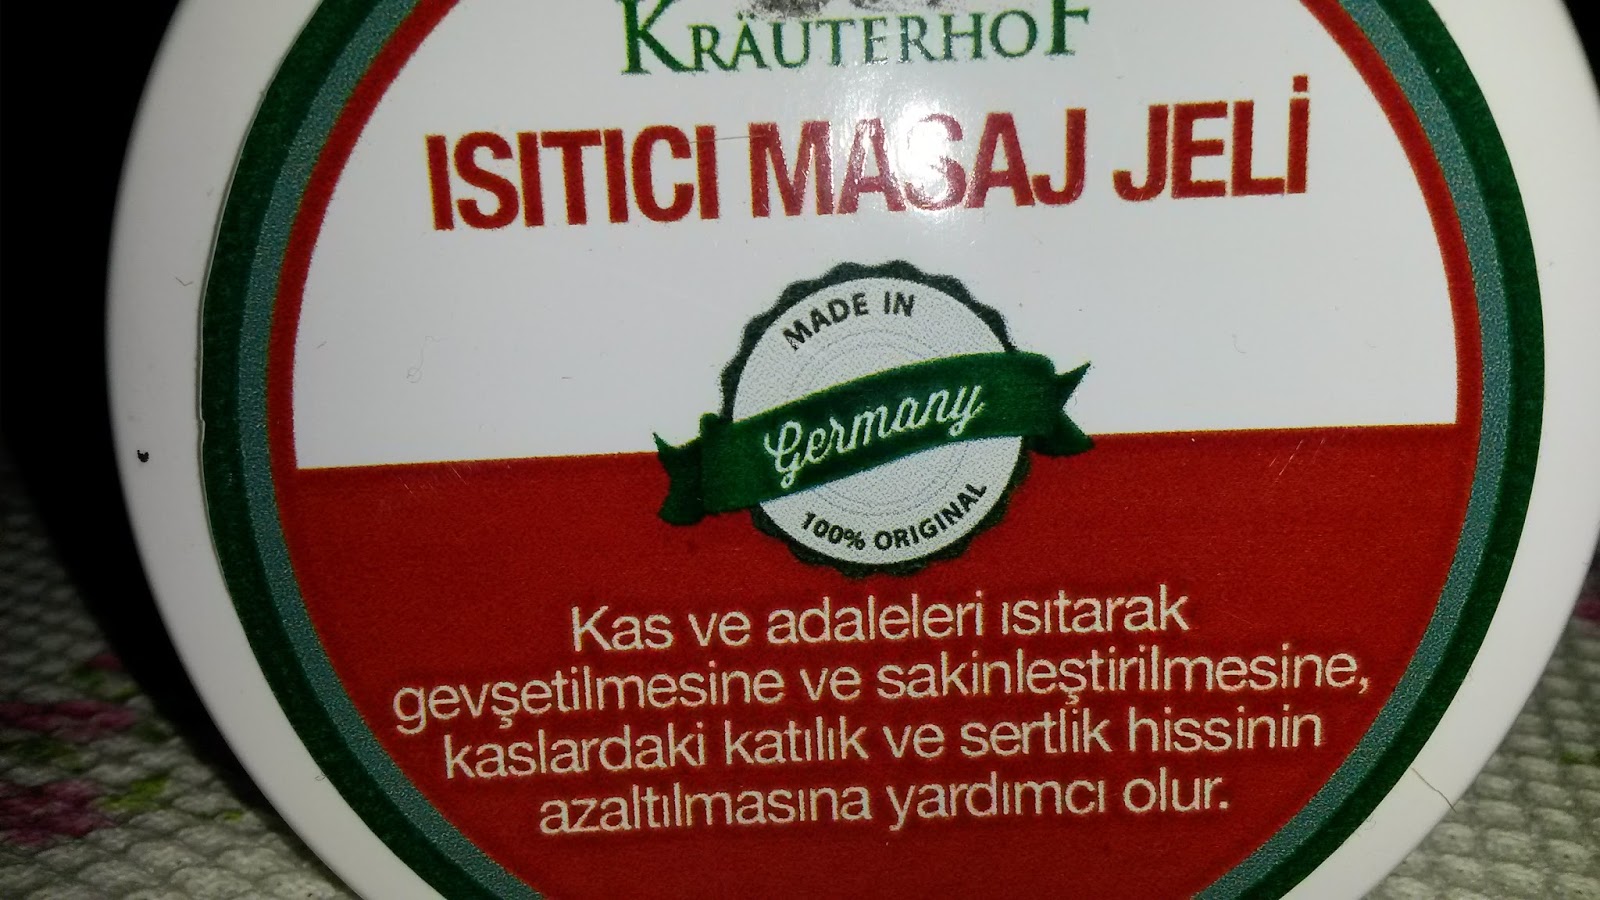 KRÄUTERHOF
ISITICI MASAJ JELİ
MADE IN
Germany
100% ORIGINAL
Kas ve adaleleri ısıtarak
gevşetilmesine ve sakinleştirilmesine,
kaslardaki katılık ve sertlik hissinin
azaltılmasına yardımcı olur.